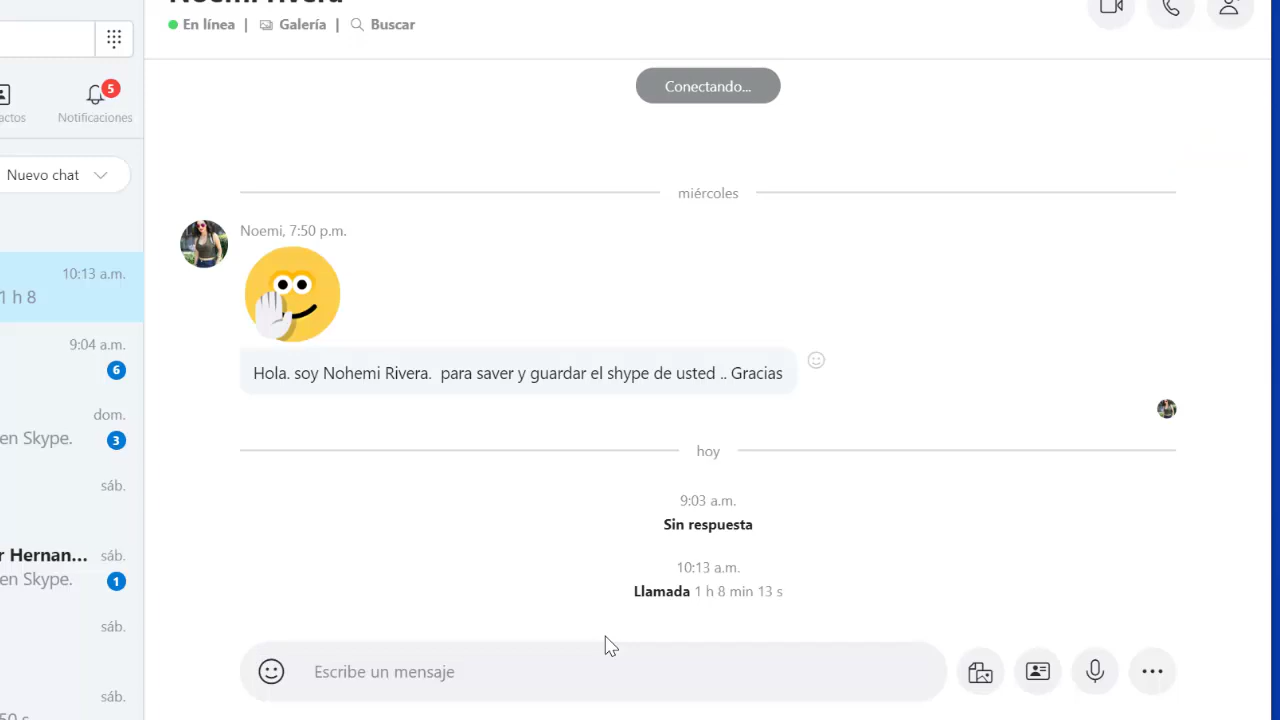 Noemi Rivera
En línea | Galería | Buscar
Conectando...
actos
Notificaciones
5
Nuevo chat
10:13 a.m.
1 h 8
9:04 a.m.
6
dom.
en Skype.
3
sáb.
r Hernan...
sáb.
en Skype.
1
sáb.
sáb.
50 s
miércoles
Noemi, 7:50 p.m.
Hola. soy Nohemi Rivera.  para saver y guardar el shype de usted .. Gracias
hoy
9:03 a.m.
Sin respuesta
10:13 a.m.
Llamada 1 h 8 min 13 s
Escribe un mensaje